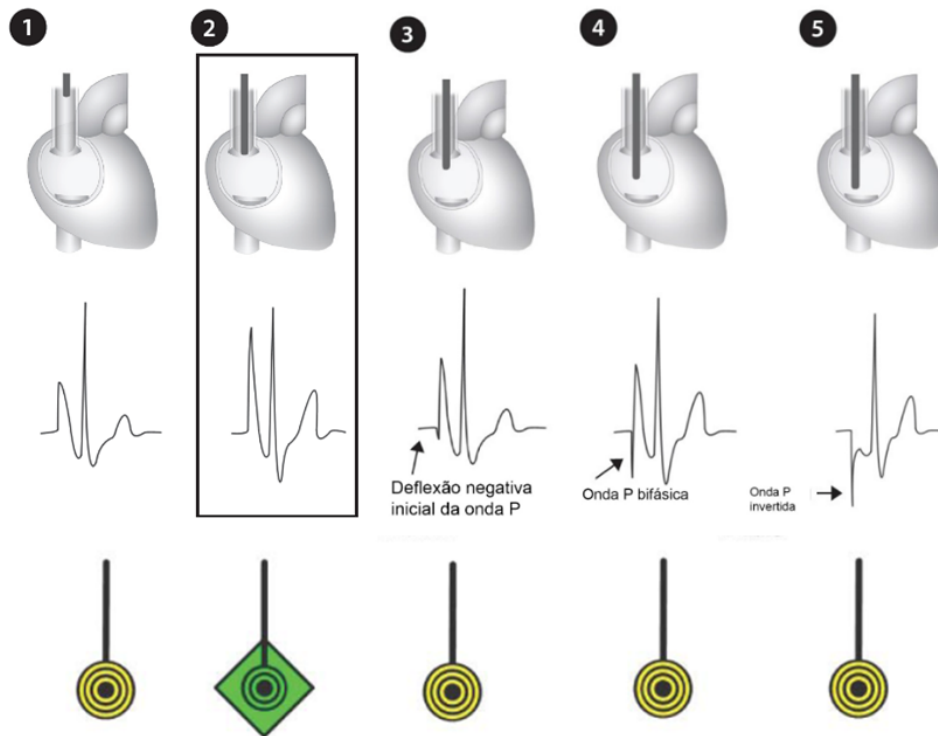 1
2
3
4
5
Deflexão negativa
inicial da onda P
Onda P bifásica
Onda P
invertida